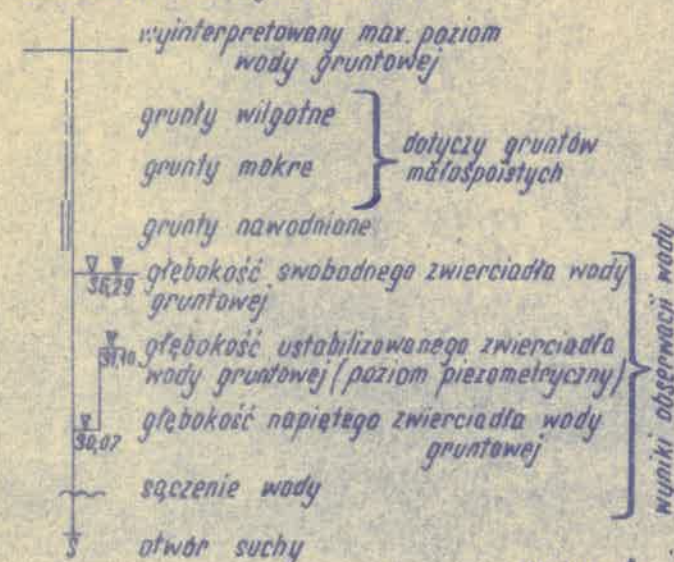 wyinterpretowany max. poziom
wody gruntowej
grunty wilgotne
grunty mokre
dotyczy gruntów
małospoistych
grunty nawodnione
36,29 głębokość swobodnego zwierciadła wody
gruntowej
31,10 głębokość ustabilizowanego zwierciadła
wody gruntowej (poziom piezometryczny)
30,07 głębokość napiętego zwierciadła wody
gruntowej
sączenie wody
S otwór suchy
wyniki obserwacji wody